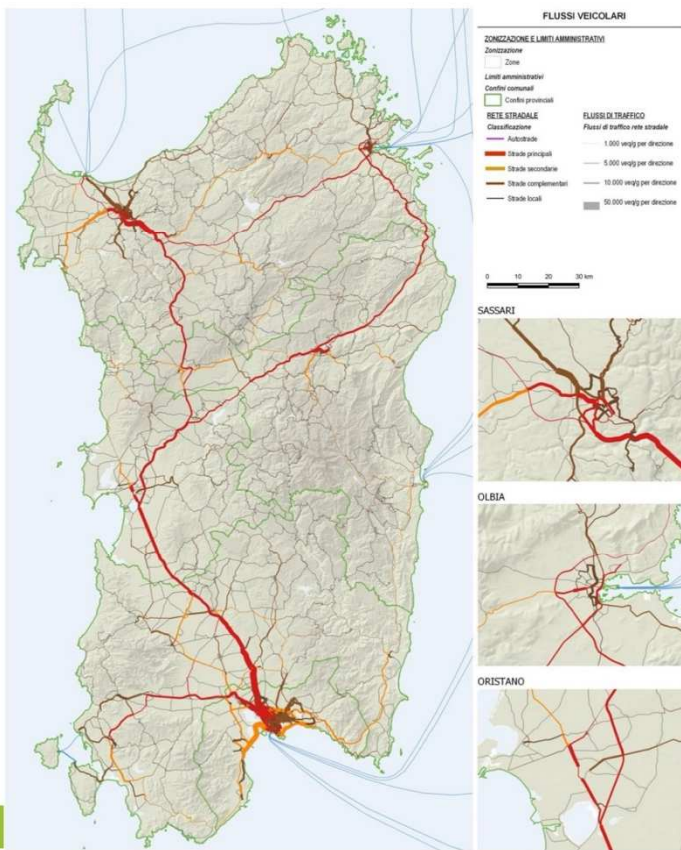 FLUSSI VEICOLARI
ZONIZZAZIONE E LIMITI AMMINISTRATIVI
Zonizzazione
Zone
Limiti amministrativi
Confini comunali
Confini provinciali
RETE STRADALE
Classificazione
Autostrade
Strade principali
Strade secondarie
Strade complementari
Strade locali
FLUSSI DI TRAFFICO
Flussi di traffico rete stradale
1.000 veq/g per direzione
5.000 veq/g per direzione
10.000 veq/g per direzione
50.000 veq/g per direzione
0 10 20 30 km
SASSARI
OLBIA
ORISTANO